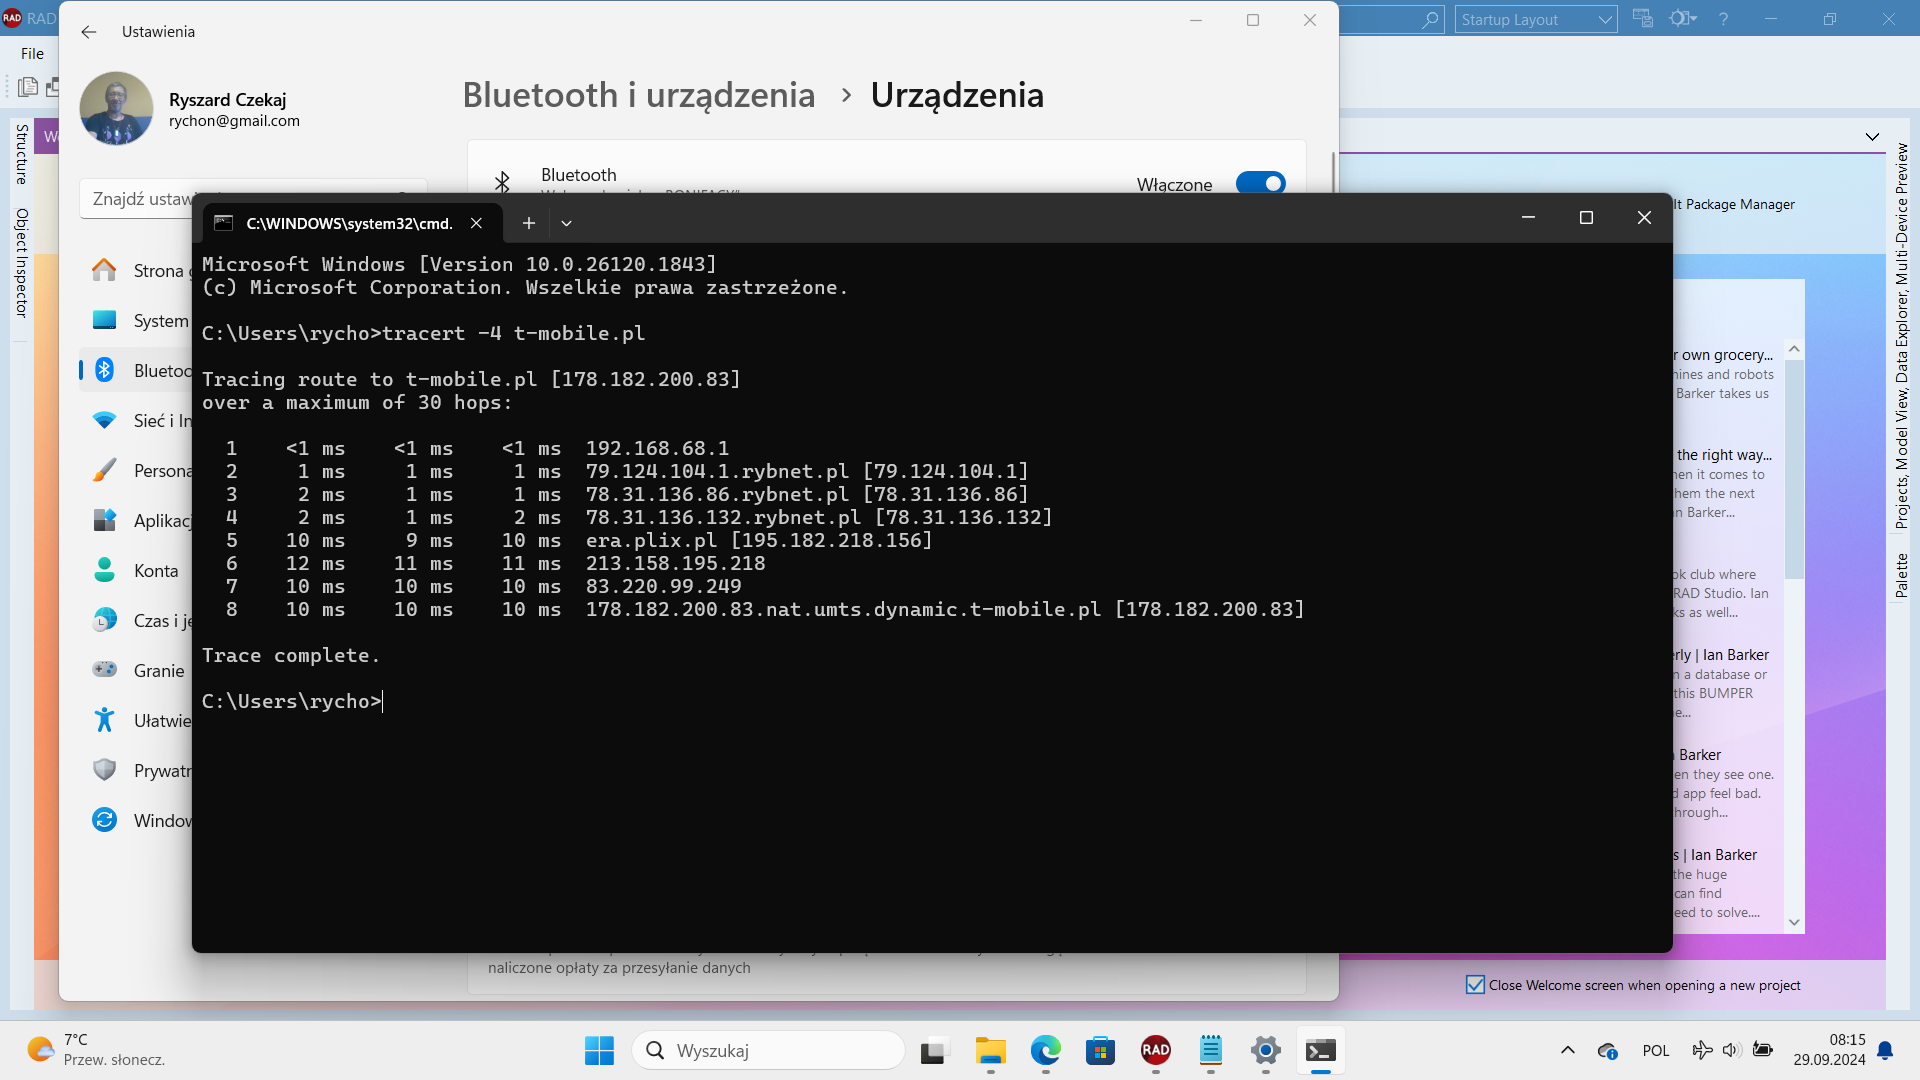 RAD
Startup Layout
?
File
Ustawienia
Ryszard Czekaj
rychon@gmail.com
Bluetooth i urządzenia > Urządzenia
Bluetooth
Włączone
Znajdź ustaw
Structure
Object Inspector
Projects, Model View, Data Explorer, Multi-Device Preview
Palette
Strona
System
Bluetoo
Sieć i In
Persona
Aplikacj
Konta
Czas i ję
Granie
Ułatwie
Prywatn
Window
C:\WINDOWS\system32\cmd.
Microsoft Windows [Version 10.0.26120.1843]
(c) Microsoft Corporation. Wszelkie prawa zastrzeżone.
C:\Users\rycho>tracert -4 t-mobile.pl
Tracing route to t-mobile.pl [178.182.200.83]
over a maximum of 30 hops:
1 <1 ms <1 ms <1 ms 192.168.68.1
2 1 ms 1 ms 1 ms 79.124.104.1.rybnet.pl [79.124.104.1]
3 2 ms 1 ms 1 ms 78.31.136.86.rybnet.pl [78.31.136.86]
4 2 ms 1 ms 2 ms 78.31.136.132.rybnet.pl [78.31.136.132]
5 10 ms 9 ms 10 ms era.plix.pl [195.182.218.156]
6 12 ms 11 ms 11 ms 213.158.195.218
7 10 ms 10 ms 10 ms 83.220.99.249
8 10 ms 10 ms 10 ms 178.182.200.83.nat.umts.dynamic.t-mobile.pl [178.182.200.83]
Trace complete.
C:\Users\rycho>
It Package Manager
r own grocery...
hines and robots
Barker takes us
the right way...
hen it comes to
hem the next
n Barker...
ok club where
RAD Studio. Ian
ks as well...
rly | Ian Barker
n a database or
this BUMPER
e...
n Barker
en they see one.
d app feel bad.
hrough...
s | Ian Barker
the huge
can find
eed to solve....
naliczone opłaty za przesyłanie danych
Close Welcome screen when opening a new project
7°C
Przew. słonecz.
Wyszukaj
RAD
POL
08:15
29.09.2024